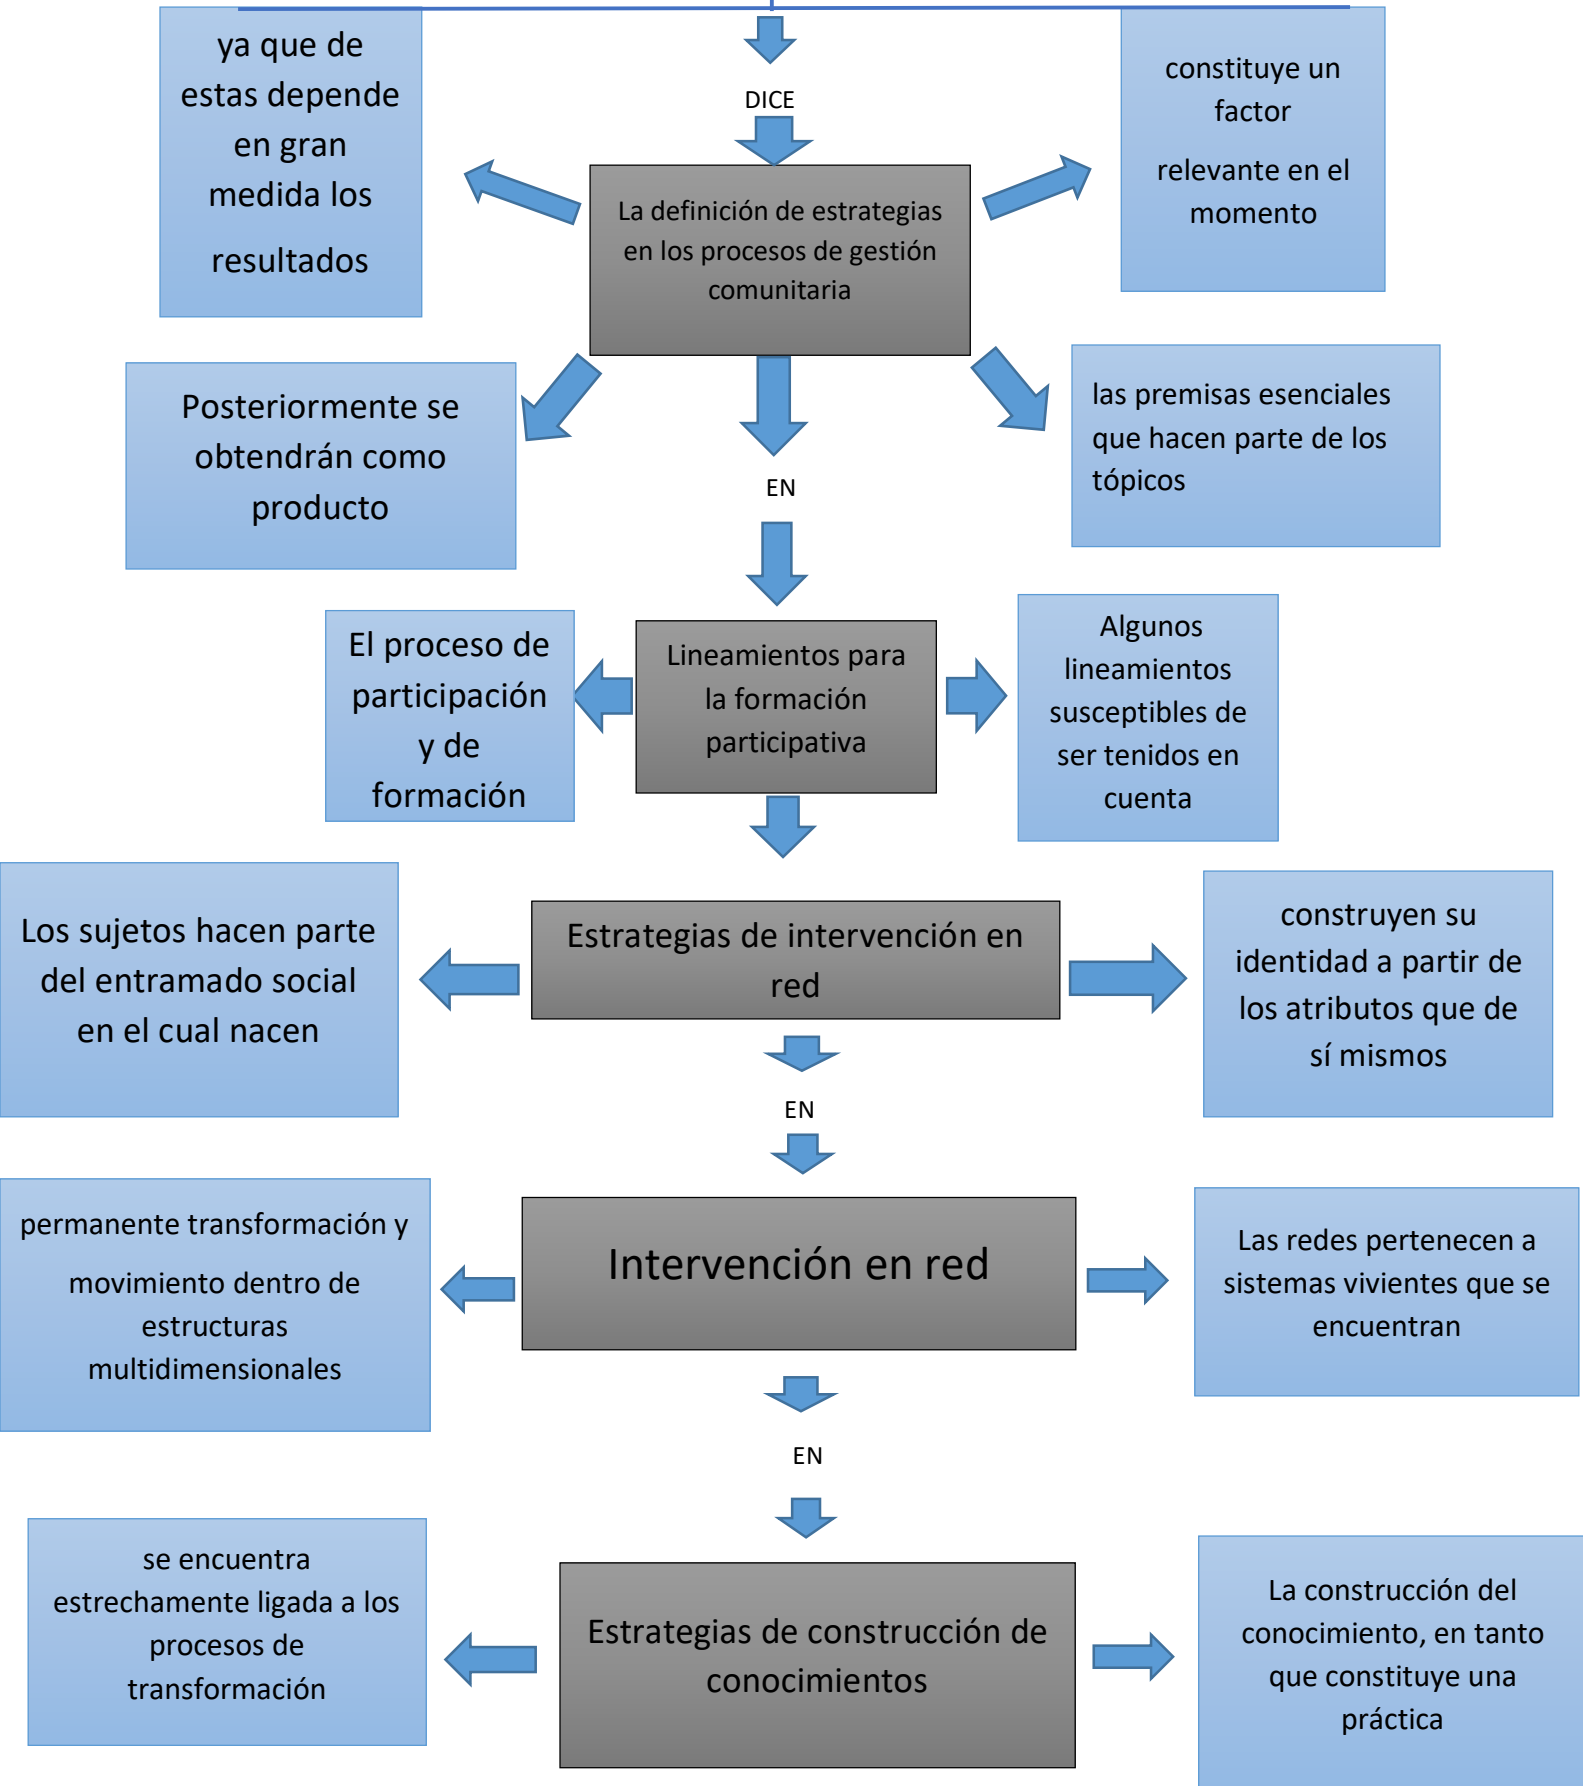 ya que de
estas depende
en gran
medida los
resultados
DICE
constituye un
factor
relevante en el
momento
La definición de estrategias
en los procesos de gestión
comunitaria
Posteriormente se
obtendrán como
producto
las premisas esenciales
que hacen parte de los
tópicos
EN
El proceso de
participación
y de
formación
Lineamientos para
la formación
participativa
Algunos
lineamientos
susceptibles de
ser tenidos en
cuenta
Los sujetos hacen parte
del entramado social
en el cual nacen
Estrategias de intervención en
red
construyen su
identidad a partir de
los atributos que de
sí mismos
EN
permanente transformación y
movimiento dentro de
estructuras
multidimensionales
Intervención en red
Las redes pertenecen a
sistemas vivientes que se
encuentran
EN
se encuentra
estrechamente ligada a los
procesos de
transformación
Estrategias de construcción de
conocimientos
La construcción del
conocimiento, en tanto
que constituye una
práctica